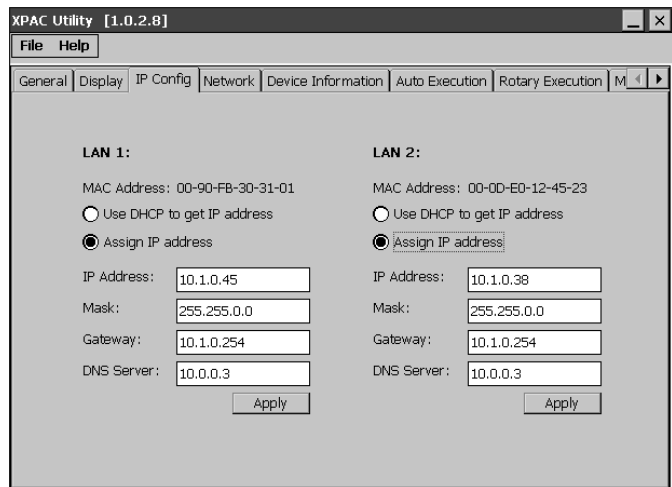 XPAC Utility [1.0.2.8]
File Help
General Display IP Config Network Device Information Auto Execution Rotary Execution M
LAN 1:
MAC Address: 00-90-FB-30-31-01
Use DHCP to get IP address
Assign IP address
IP Address: 10.1.0.45
Mask: 255.255.0.0
Gateway: 10.1.0.254
DNS Server: 10.0.0.3
Apply
LAN 2:
MAC Address: 00-0D-E0-12-45-23
Use DHCP to get IP address
Assign IP address
IP Address: 10.1.0.38
Mask: 255.255.0.0
Gateway: 10.1.0.254
DNS Server: 10.0.0.3
Apply